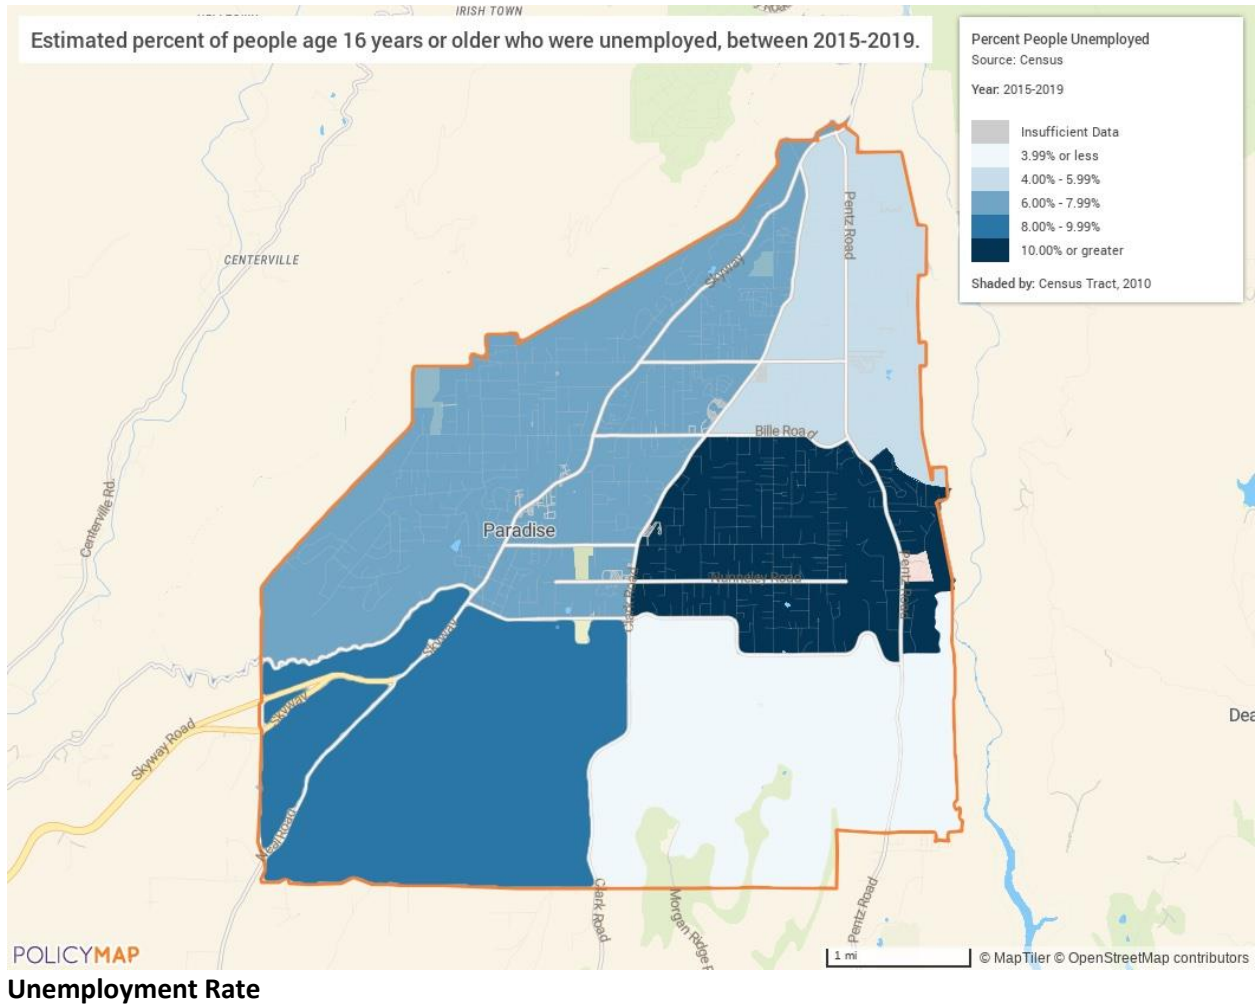 IRISH TOWN
Estimated percent of people age 16 years or older who were unemployed, between 2015-2019.
Percent People Unemployed
Source: Census
Year: 2015-2019
Insufficient Data
3.99% or less
4.00% - 5.99%
6.00% - 7.99%
8.00% - 9.99%
10.00% or greater
Shaded by: Census Tract, 2010
Pentz Road
CENTERVILLE
Skyway
Bille Road
Centerville Rd.
Paradise
Nunneley Road
Pentz Road
Clark Road
Skyway
Skyway
Skyway Road
Dea
Neal Road
Clark Road
Morgan Ridge
Pentz Road
POLICYMAP
1 mi
© MapTiler © OpenStreetMap contributors
Unemployment Rate